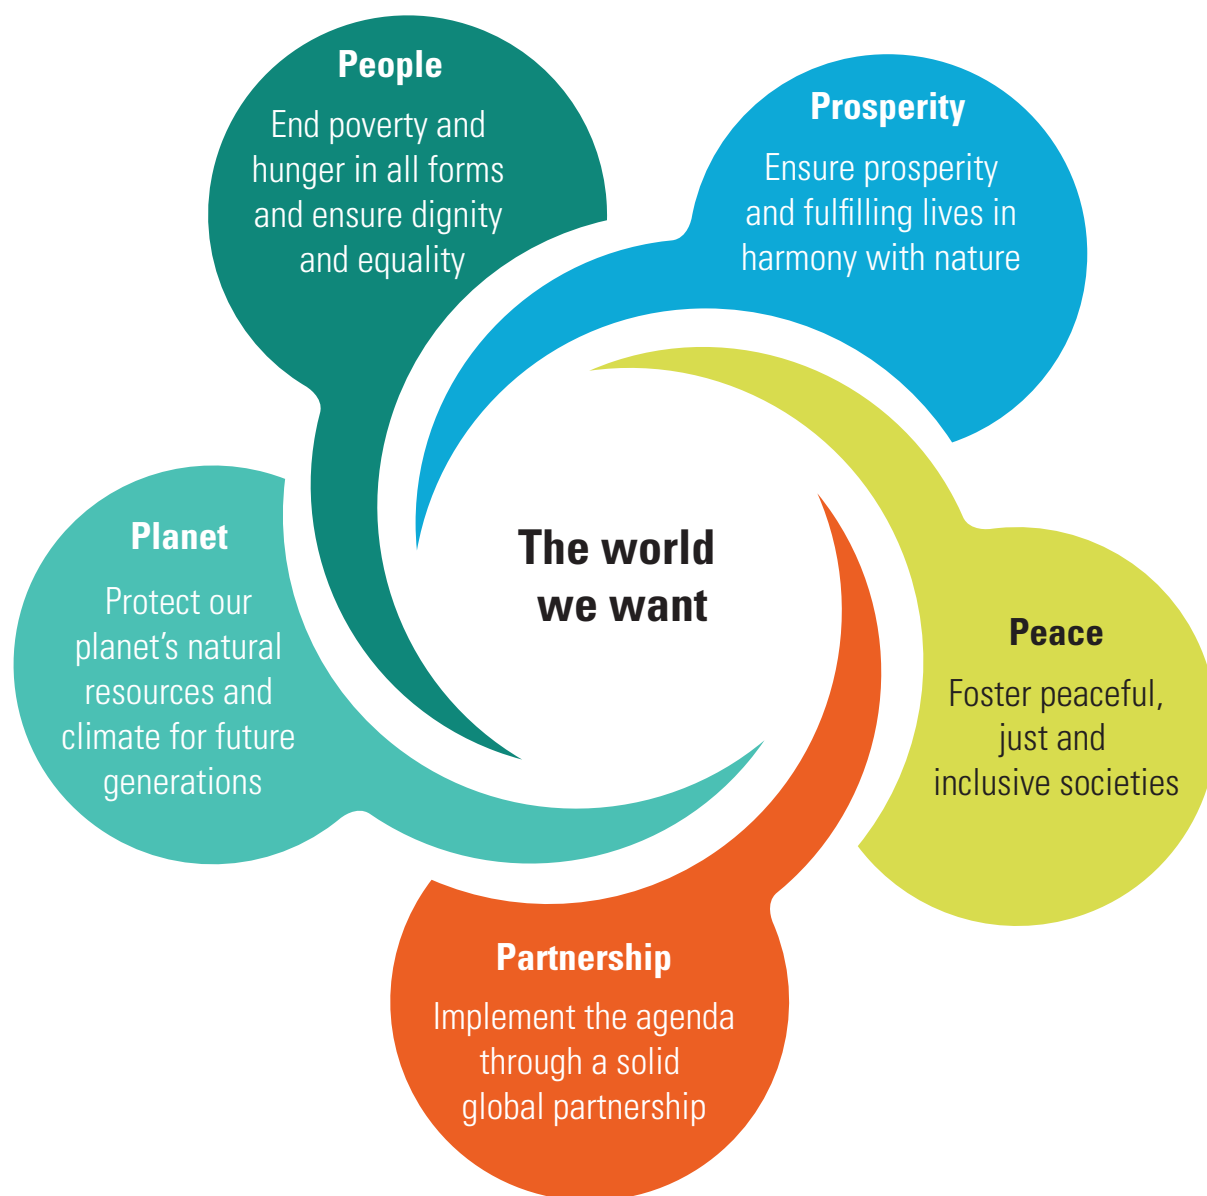 People
End poverty and
hunger in all forms
and ensure dignity
and equality
Prosperity
Ensure prosperity
and fulfilling lives in
harmony with nature
Planet
Protect our
planet's natural
resources and
climate for future
generations
The world
we want
Peace
Foster peaceful,
just and
inclusive societies
Partnership
Implement the agenda
through a solid
global partnership